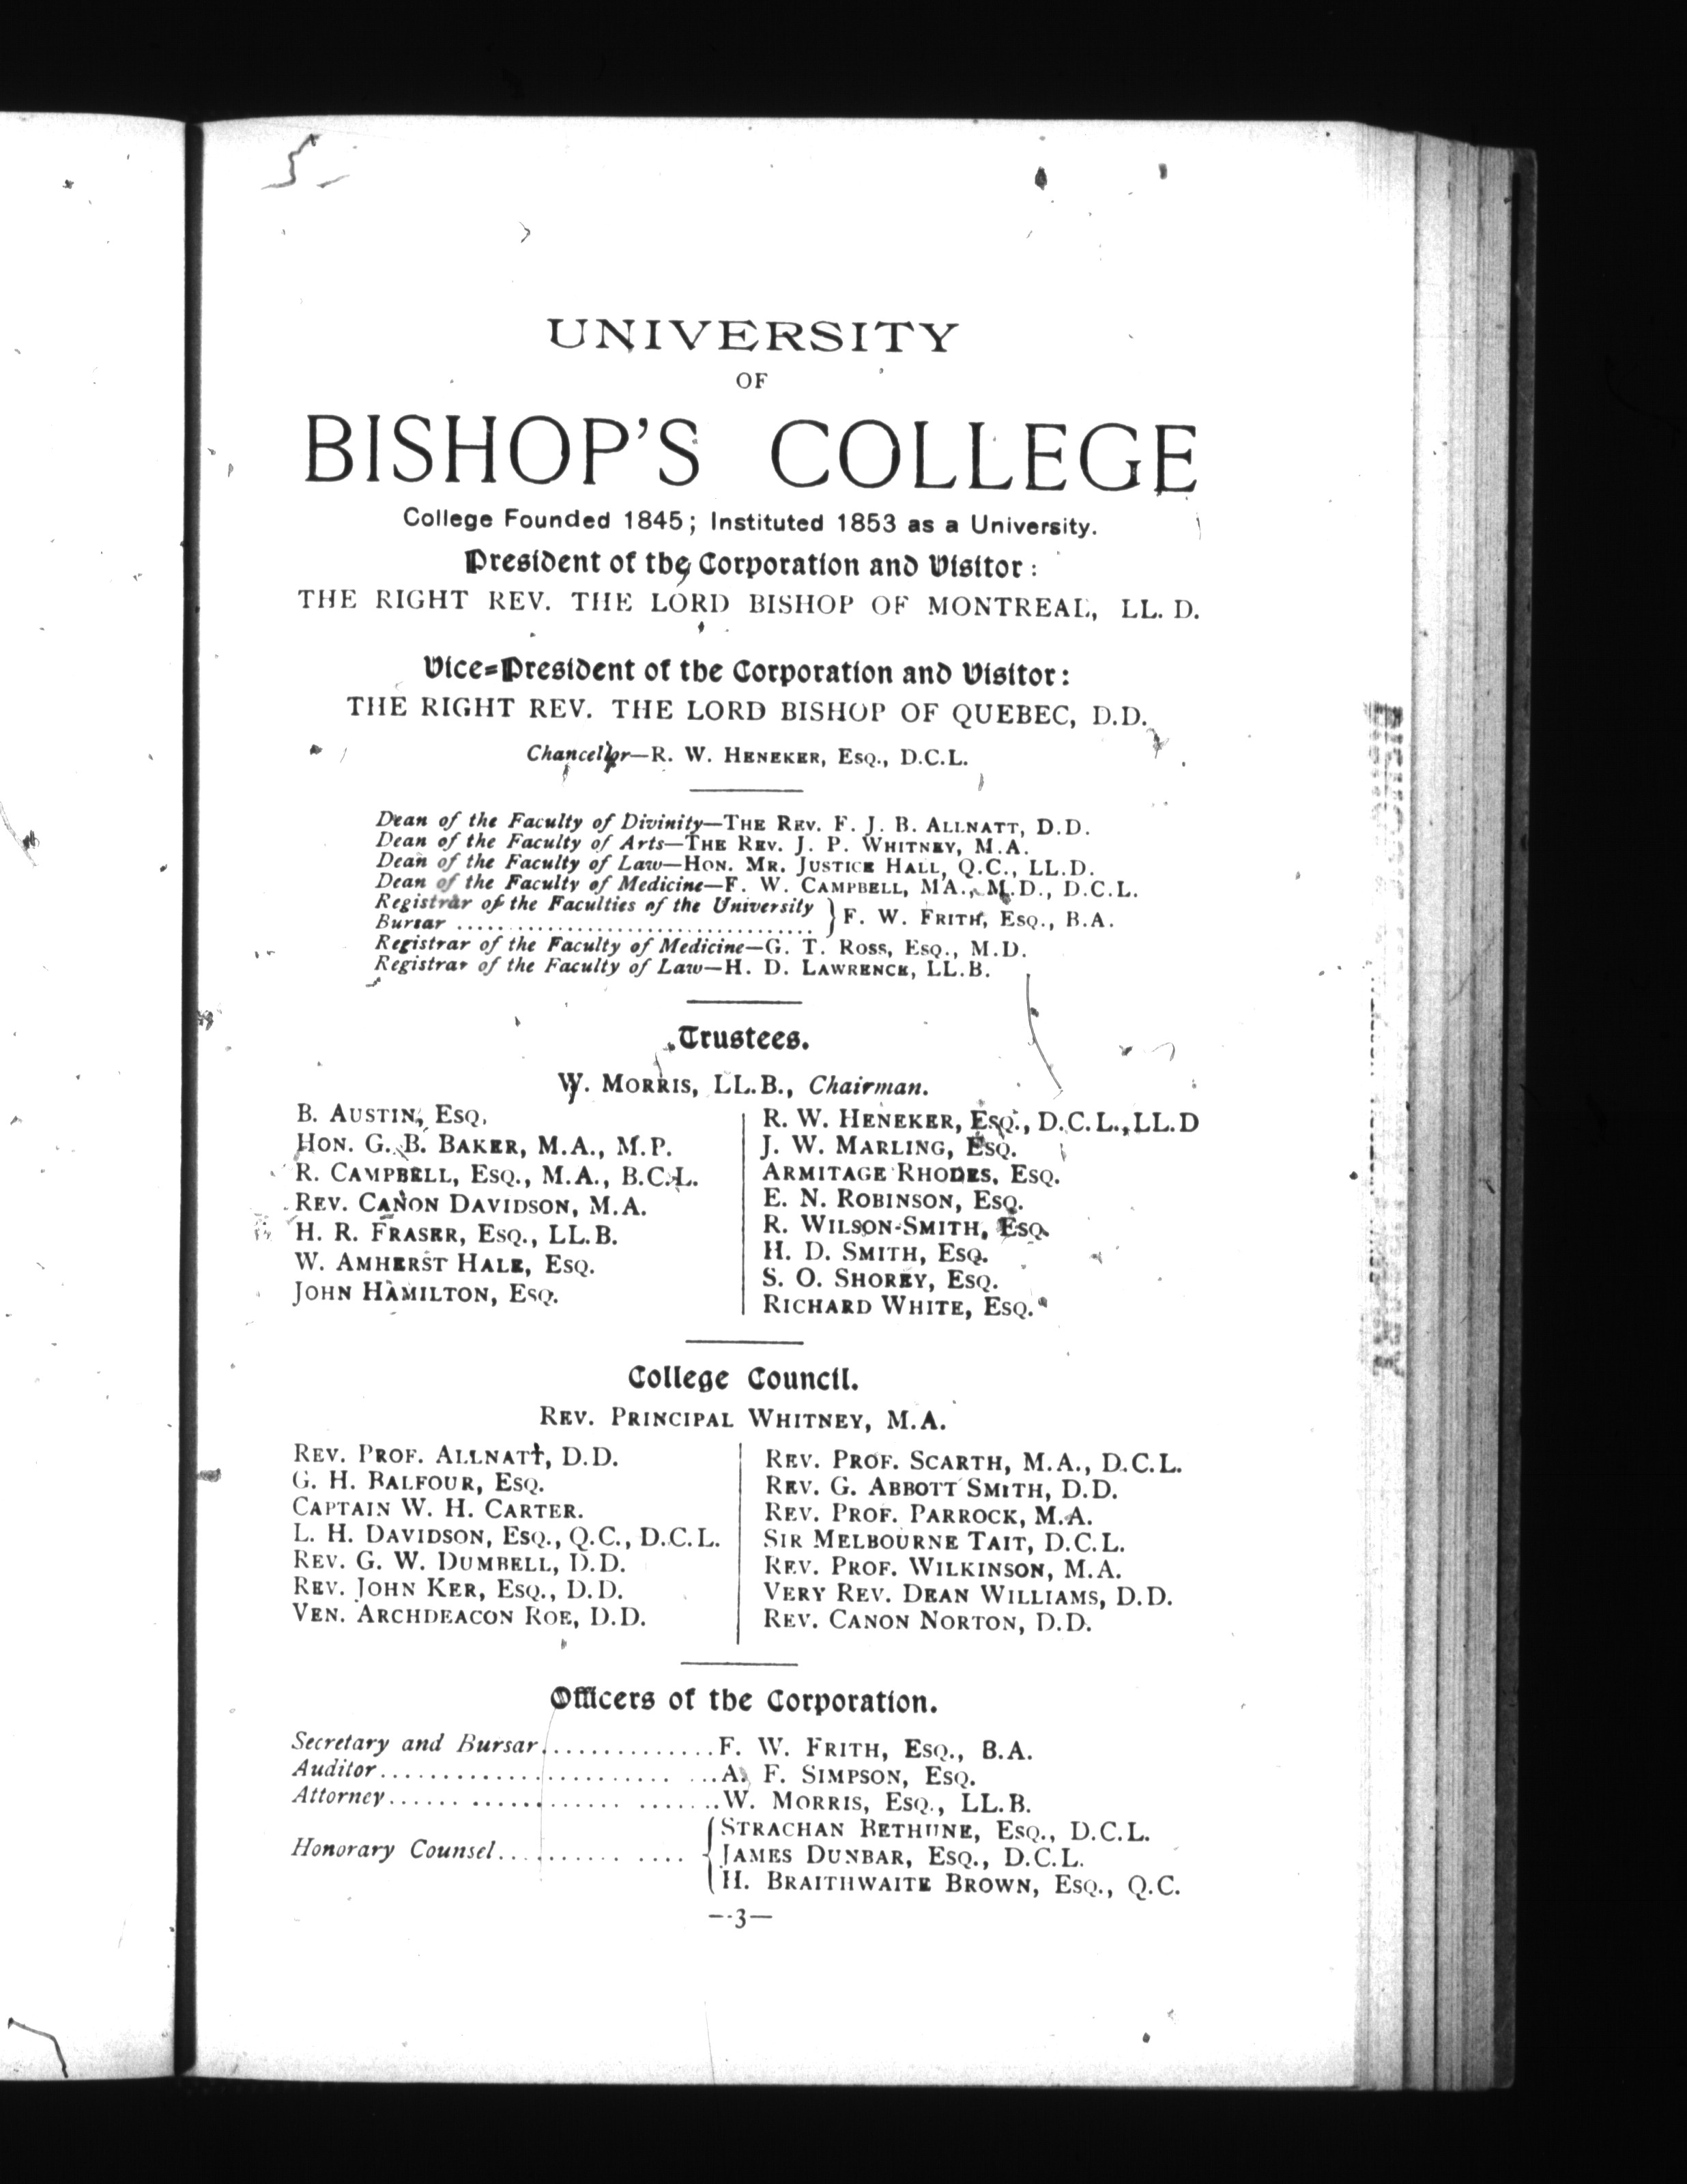 UNIVERSITY
OF
BISHOP'S COLLEGE
College Founded 1845; Instituted 1853 as a University.
President of the Corporation and Visitor:
THE RIGHT REV. THE LORD BISHOP OF MONTREAL, LL. D.
Vice-President of the Corporation and Visitor:
THE RIGHT REV. THE LORD BISHOP OF QUEBEC, D.D.
Chancellor—R. W. HENEKER, ESQ., D.C.L.
Dean of the Faculty of Divinity—THE REV. F. J. B. ALLNATT, D.D.
Dean of the Faculty of Arts—THE REV. J. P. WHITNEY, M.A.
Dean of the Faculty of Law—HON. MR. JUSTICE HALL, Q.C., LL.D.
Dean of the Faculty of Medicine—F. W. CAMPBELL, MA., M.D., D.C.L.
Registrar of the Faculties of the University } F. W. FRITH, ESQ., B.A.
Bursar ....................................
Registrar of the Faculty of Medicine—G. T. ROSS, ESQ., M.D.
Registrar of the Faculty of Law—H. D. LAWRENCE, LL.B.
Trustees.
W. MORRIS, LL.B., Chairman.
B. AUSTIN, ESQ.
HON. G. B. BAKER, M.A., M.P.
R. CAMPBELL, ESQ., M.A., B.C.L.
REV. CANON DAVIDSON, M.A.
H. R. FRASER, ESQ., LL.B.
W. AMHERST HALE, ESQ.
JOHN HAMILTON, ESQ.
R. W. HENEKER, ESQ., D.C.L., LL.D
J. W. MARLING, ESQ.
ARMITAGE RHODES, ESQ.
E. N. ROBINSON, ESQ.
R. WILSON-SMITH, ESQ.
H. D. SMITH, ESQ.
S. O. SHOREY, ESQ.
RICHARD WHITE, ESQ.
College Council.
REV. PRINCIPAL WHITNEY, M.A.
REV. PROF. ALLNATT, D.D.
G. H. BALFOUR, ESQ.
CAPTAIN W. H. CARTER.
L. H. DAVIDSON, ESQ., Q.C., D.C.L.
REV. G. W. DUMBELL, D.D.
REV. JOHN KER, ESQ., D.D.
VEN. ARCHDEACON ROE, D.D.
REV. PROF. SCARTH, M.A., D.C.L.
REV. G. ABBOTT SMITH, D.D.
REV. PROF. PARROCK, M.A.
SIR MELBOURNE TAIT, D.C.L.
REV. PROF. WILKINSON, M.A.
VERY REV. DEAN WILLIAMS, D.D.
REV. CANON NORTON, D.D.
Officers of the Corporation.
Secretary and Bursar...............F. W. FRITH, ESQ., B.A.
Auditor.............................A. F. SIMPSON, ESQ.
Attorney............................W. MORRIS, ESQ., LL.B.
Honorary Counsel................ { STRACHAN BETHUNE, ESQ., D.C.L.
JAMES DUNBAR, ESQ., D.C.L.
H. BRAITHWAITE BROWN, ESQ., Q.C.
—3—